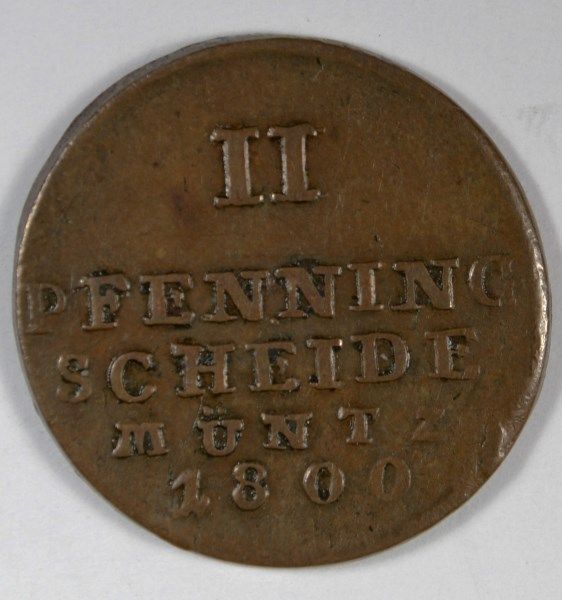 II
PFENNING
SCHEIDE
MÜNTZ
1800